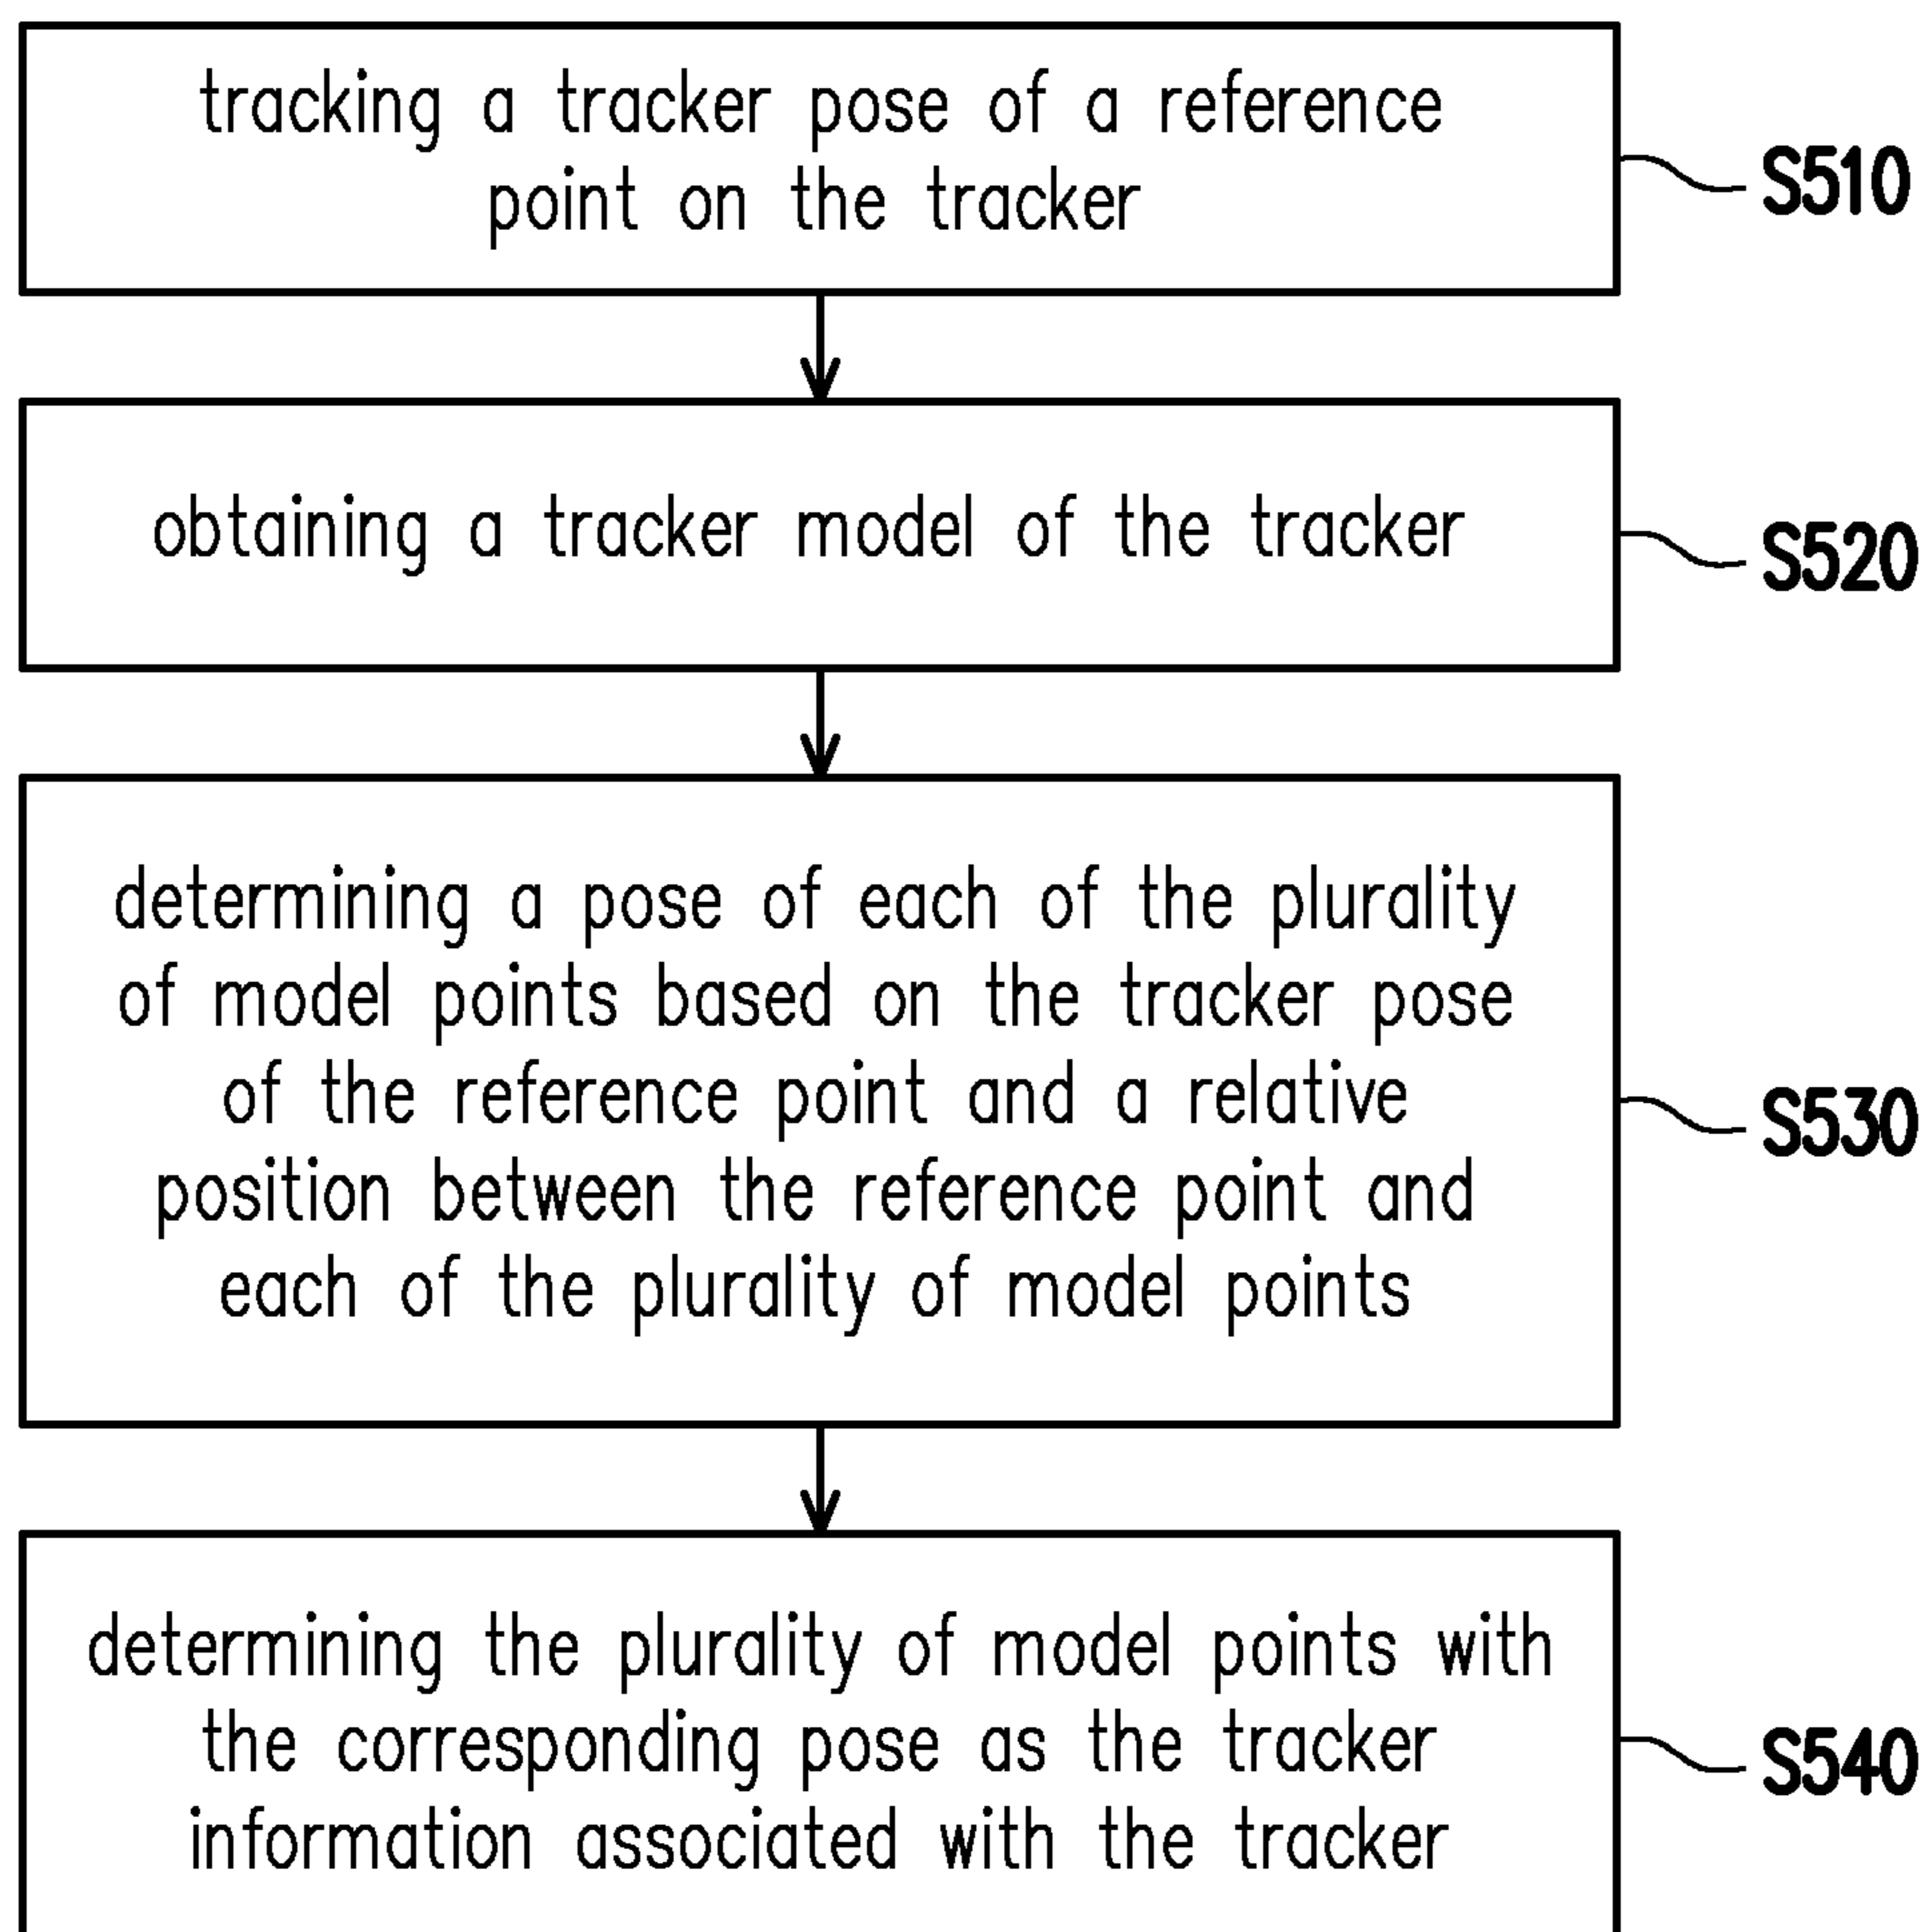 tracking a tracker pose of a reference
point on the tracker
S510
obtaining a tracker model of the tracker
S520
determining a pose of each of the plurality
of model points based on the tracker pose
of the reference point and a relative
position between the reference point and
each of the plurality of model points
S530
determining the plurality of model points with
the corresponding pose as the tracker
information associated with the tracker
S540